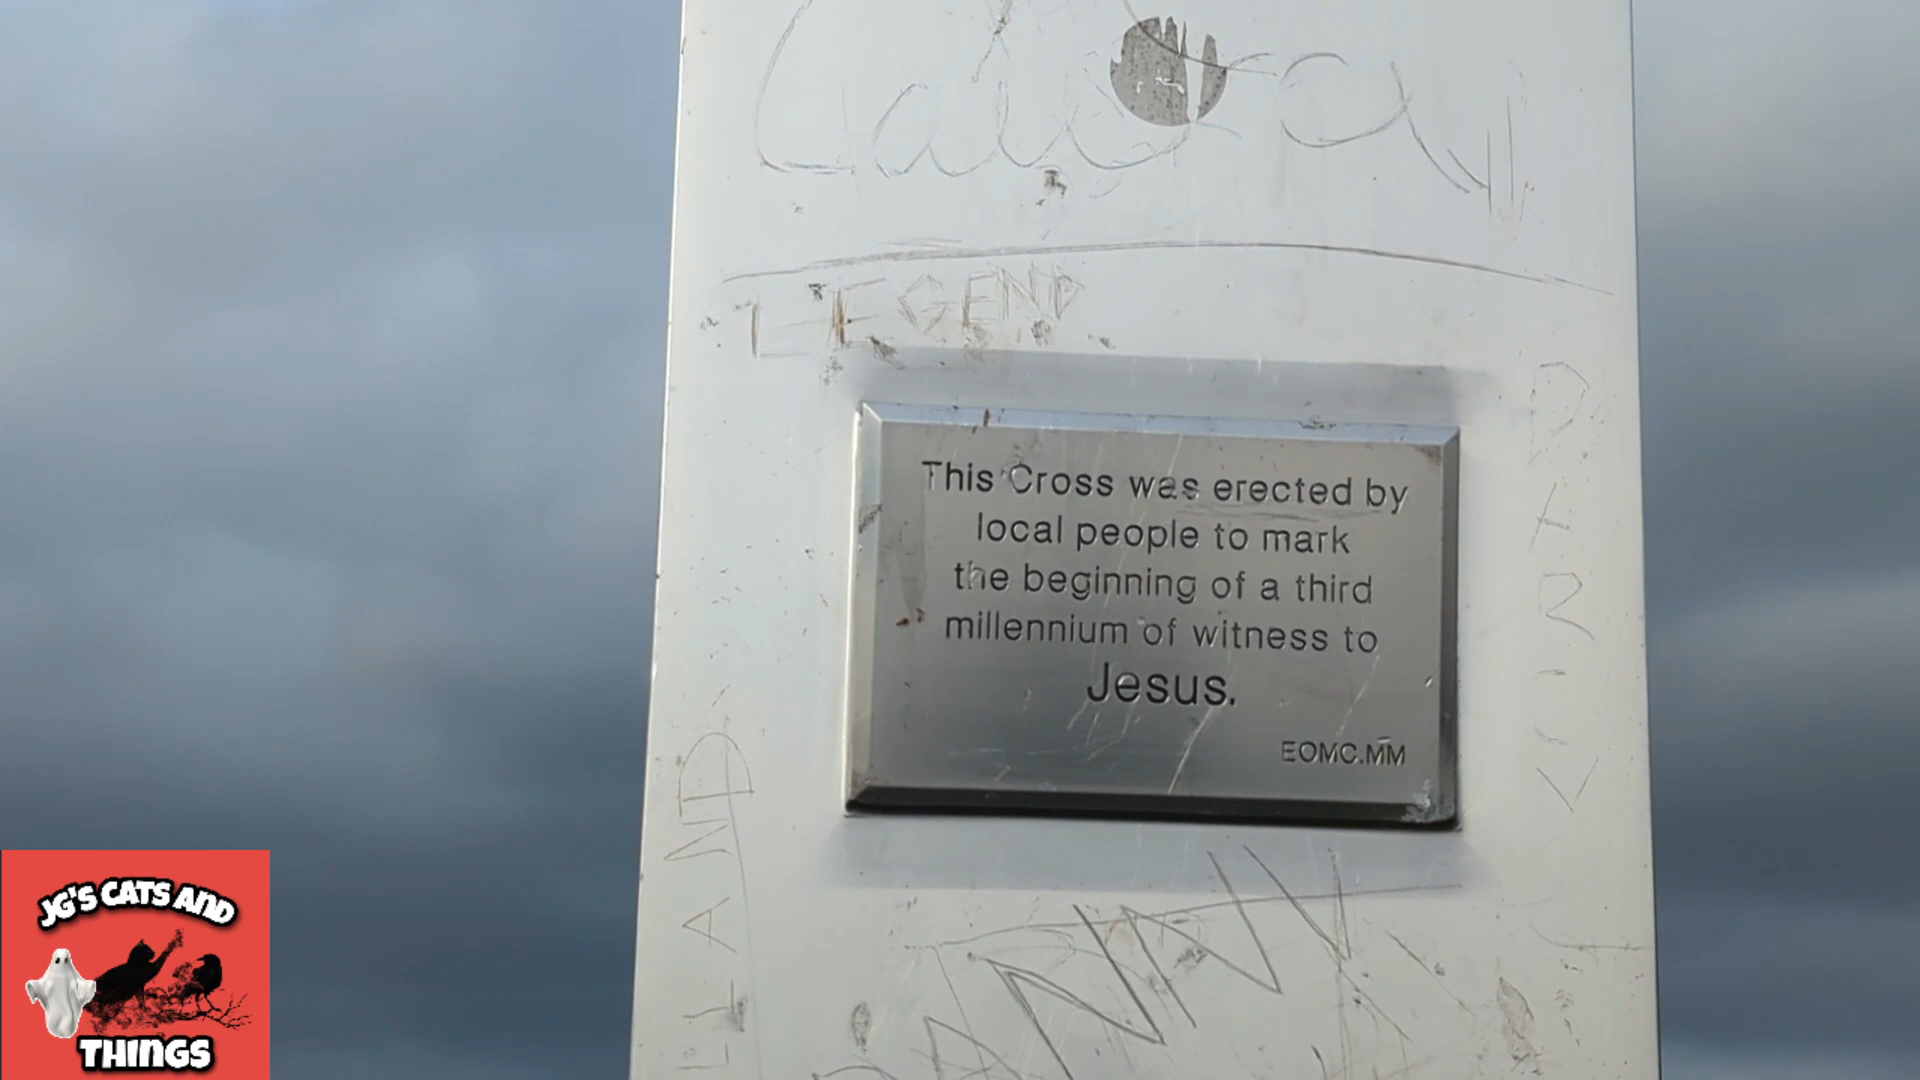 LEGEND
This Cross was erected by
local people to mark
the beginning of a third
millennium of witness to
Jesus.
EOMC.MM
DANNY
JG'S CATS AND
THINGS